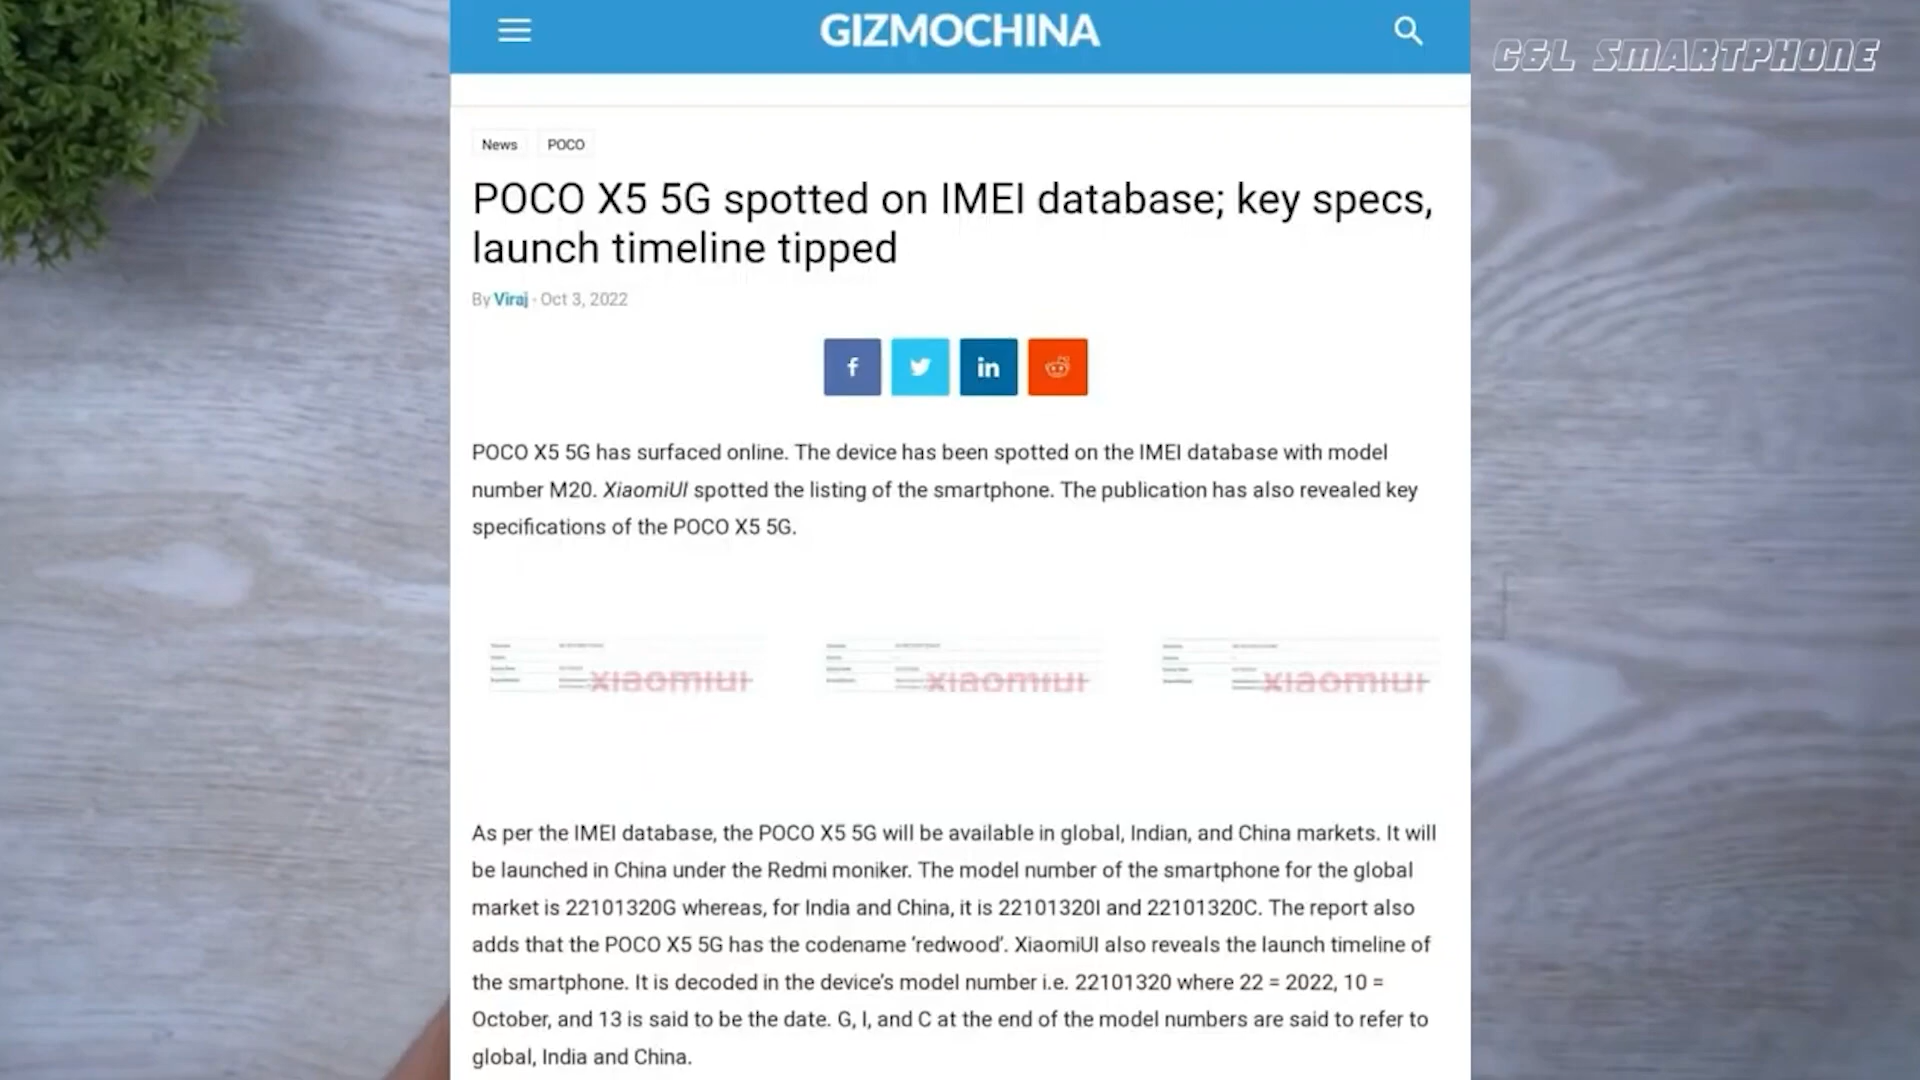 GIZMOCHINA
C&L SMARTPHONE
News POCO
POCO X5 5G spotted on IMEI database; key specs,
launch timeline tipped
By Viraj - Oct 3, 2022
f in
POCO X5 5G has surfaced online. The device has been spotted on the IMEI database with model
number M20. XiaomiUI spotted the listing of the smartphone. The publication has also revealed key
specifications of the POCO X5 5G.
xiaomiui xiaomiui xiaomiui
As per the IMEI database, the POCO X5 5G will be available in global, Indian, and China markets. It will
be launched in China under the Redmi moniker. The model number of the smartphone for the global
market is 22101320G whereas, for India and China, it is 22101320I and 22101320C. The report also
adds that the POCO X5 5G has the codename ‘redwood’. XiaomiUI also reveals the launch timeline of
the smartphone. It is decoded in the device’s model number i.e. 22101320 where 22 = 2022, 10 =
October, and 13 is said to be the date. G, I, and C at the end of the model numbers are said to refer to
global, India and China.